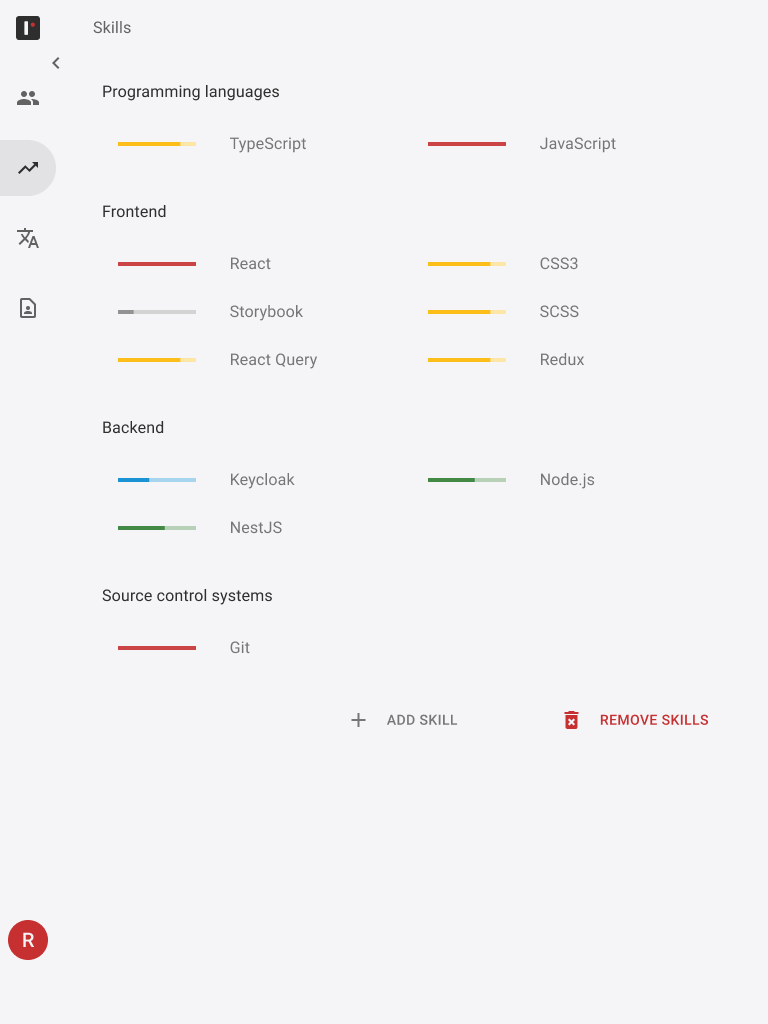 Skills
Programming languages
TypeScript
JavaScript
Frontend
React
CSS3
Storybook
SCSS
React Query
Redux
Backend
Keycloak
Node.js
NestJS
Source control systems
Git
ADD SKILL
REMOVE SKILLS
R